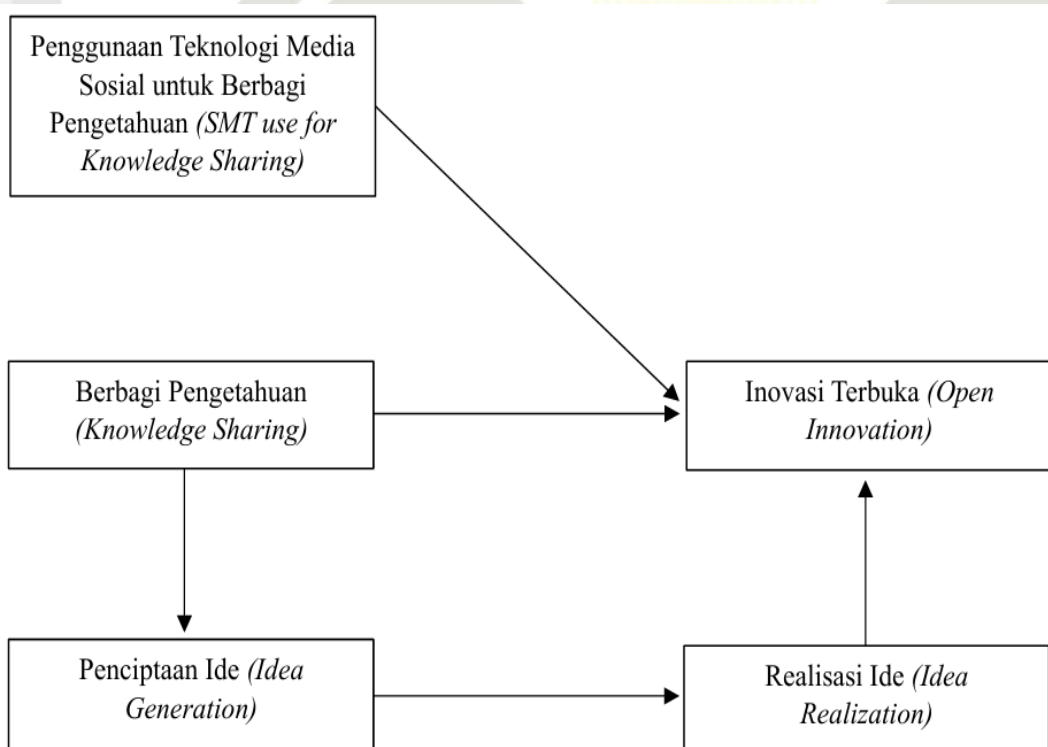 Penggunaan Teknologi Media
Sosial untuk Berbagi
Pengetahuan (SMT use for
Knowledge Sharing)
Berbagi Pengetahuan
(Knowledge Sharing)
Inovasi Terbuka (Open
Innovation)
Penciptaan Ide (Idea
Generation)
Realisasi Ide (Idea
Realization)